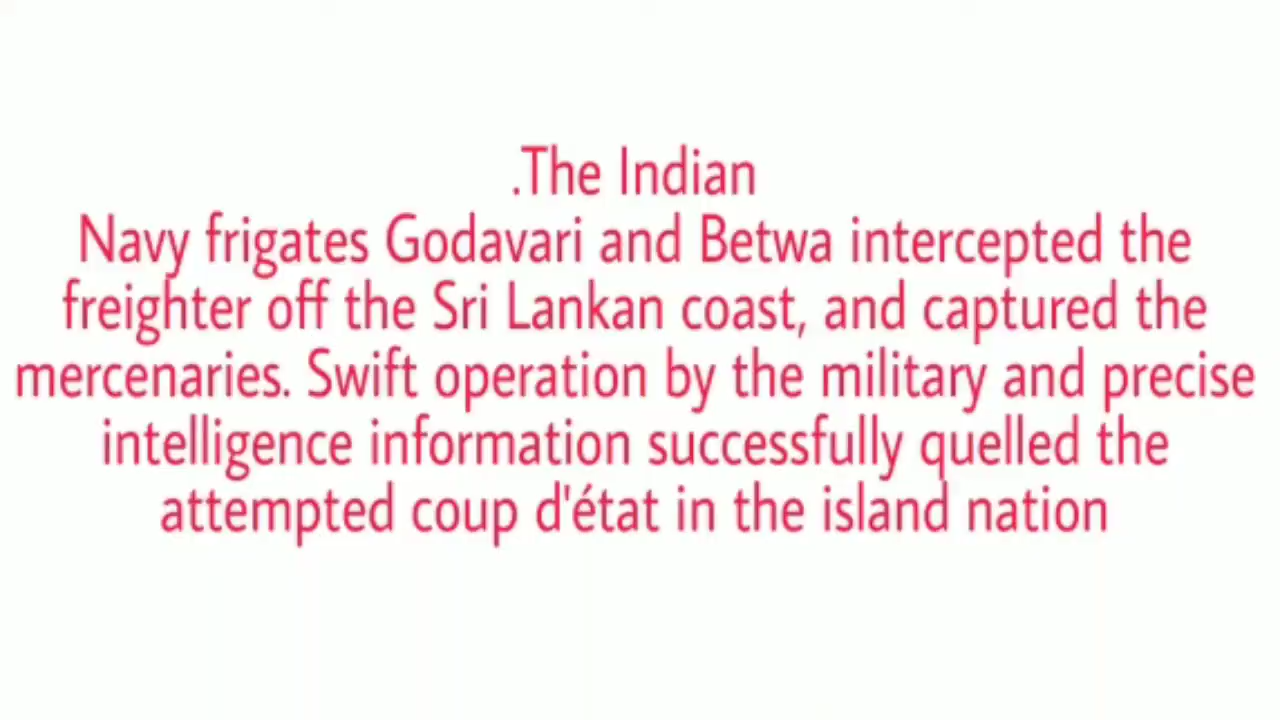 .The Indian
Navy frigates Godavari and Betwa intercepted the
freighter off the Sri Lankan coast, and captured the
mercenaries. Swift operation by the military and precise
intelligence information successfully quelled the
attempted coup d'état in the island nation